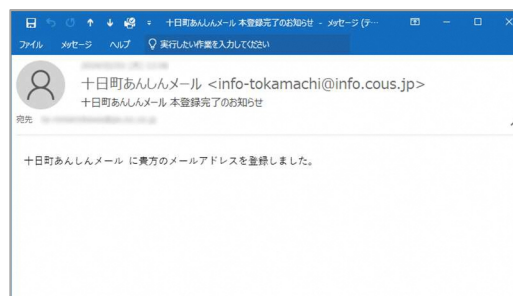 十日町あんしんメール 本登録完了のお知らせ - メッセージ (テ…
ファイル メッセージ ヘルプ 実行したい作業を入力してください
十日町あんしんメール <info-tokamachi@info.cous.jp>
十日町あんしんメール 本登録完了のお知らせ
宛先
十日町あんしんメール に貴方のメールアドレスを登録しました。